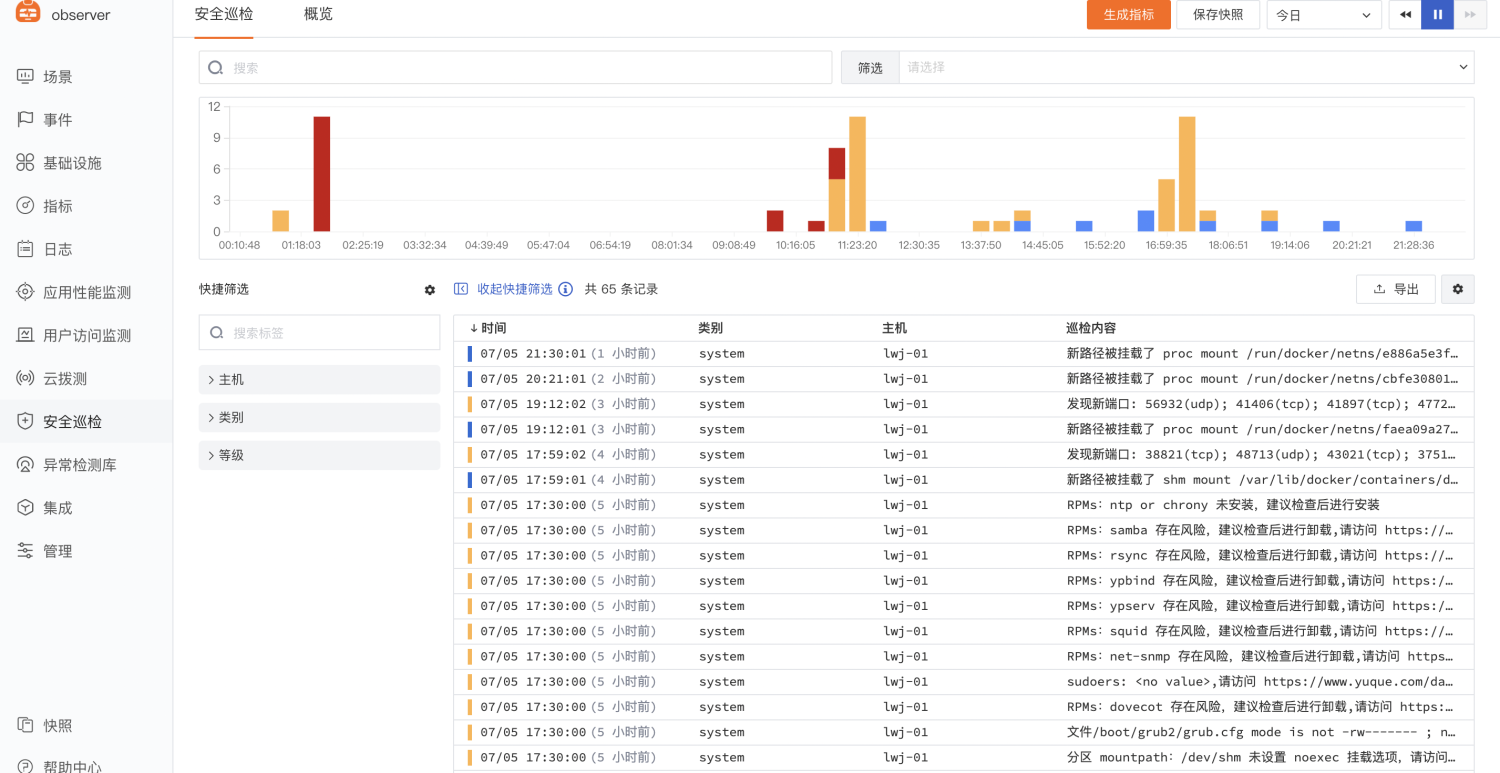 observer
安全巡检 概览 生成指标 保存快照 今日
场景
事件
基础设施
指标
日志
应用性能监测
用户访问监测
云拨测
安全巡检
异常检测库
集成
管理
快照
帮助中心
搜索 筛选 请选择
12
9
6
3
0
00:10:48 01:18:03 02:25:19 03:32:34 04:39:49 05:47:04 06:54:19 08:01:34 09:08:49 10:16:05 11:23:20 12:30:35 13:37:50 14:45:05 15:52:20 16:59:35 18:06:51 19:14:06 20:21:21 21:28:36
快捷筛选
搜索标签
主机
类别
等级
收起快捷筛选 共 65 条记录 导出
时间 类别 主机 巡检内容
07/05 21:30:01 (1 小时前) system lwj-01 新路径被挂载了 proc mount /run/docker/netns/e886a5e3f…
07/05 20:21:01 (2 小时前) system lwj-01 新路径被挂载了 proc mount /run/docker/netns/cbfe30801…
07/05 19:12:02 (3 小时前) system lwj-01 发现新端口: 56932(udp); 41406(tcp); 41897(tcp); 4772…
07/05 19:12:01 (3 小时前) system lwj-01 新路径被挂载了 proc mount /run/docker/netns/faea09a27…
07/05 17:59:02 (4 小时前) system lwj-01 发现新端口: 38821(tcp); 48713(udp); 43021(tcp); 3751…
07/05 17:59:01 (4 小时前) system lwj-01 新路径被挂载了 shm mount /var/lib/docker/containers/d…
07/05 17:30:00 (5 小时前) system lwj-01 RPMs: ntp or chrony 未安装, 建议检查后进行安装
07/05 17:30:00 (5 小时前) system lwj-01 RPMs: samba 存在风险, 建议检查后进行卸载,请访问 https://…
07/05 17:30:00 (5 小时前) system lwj-01 RPMs: rsync 存在风险, 建议检查后进行卸载,请访问 https://…
07/05 17:30:00 (5 小时前) system lwj-01 RPMs: ypbind 存在风险, 建议检查后进行卸载,请访问 https:/…
07/05 17:30:00 (5 小时前) system lwj-01 RPMs: ypserv 存在风险, 建议检查后进行卸载,请访问 https:/…
07/05 17:30:00 (5 小时前) system lwj-01 RPMs: squid 存在风险, 建议检查后进行卸载,请访问 https://…
07/05 17:30:00 (5 小时前) system lwj-01 RPMs: net-snmp 存在风险, 建议检查后进行卸载,请访问 https…
07/05 17:30:00 (5 小时前) system lwj-01 sudoers: <no value>,请访问 https://www.yuque.com/da…
07/05 17:30:00 (5 小时前) system lwj-01 RPMs: dovecot 存在风险, 建议检查后进行卸载,请访问 https:…
07/05 17:30:00 (5 小时前) system lwj-01 文件/boot/grub2/grub.cfg mode is not -rw------- ; n…
07/05 17:30:00 (5 小时前) system lwj-01 分区 mountpath: /dev/shm 未设置 noexec 挂载选项, 请访问…